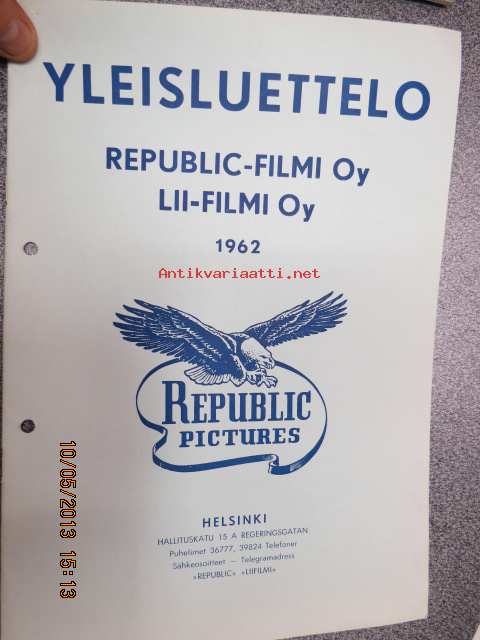 YLEISLUETTELO
REPUBLIC-FILMI Oy
LII-FILMI Oy
1962
Antikvariaatti.net
REPUBLIC
PICTURES
HELSINKI
HALLITUSKATU 15 A REGERINGSGATAN
Puhelimet 36777, 39824 Telefoner
Sähkeosoitteet — Telegramadress
»REPUBLIC» »LIIFILMI»
10/05/2013 15:13